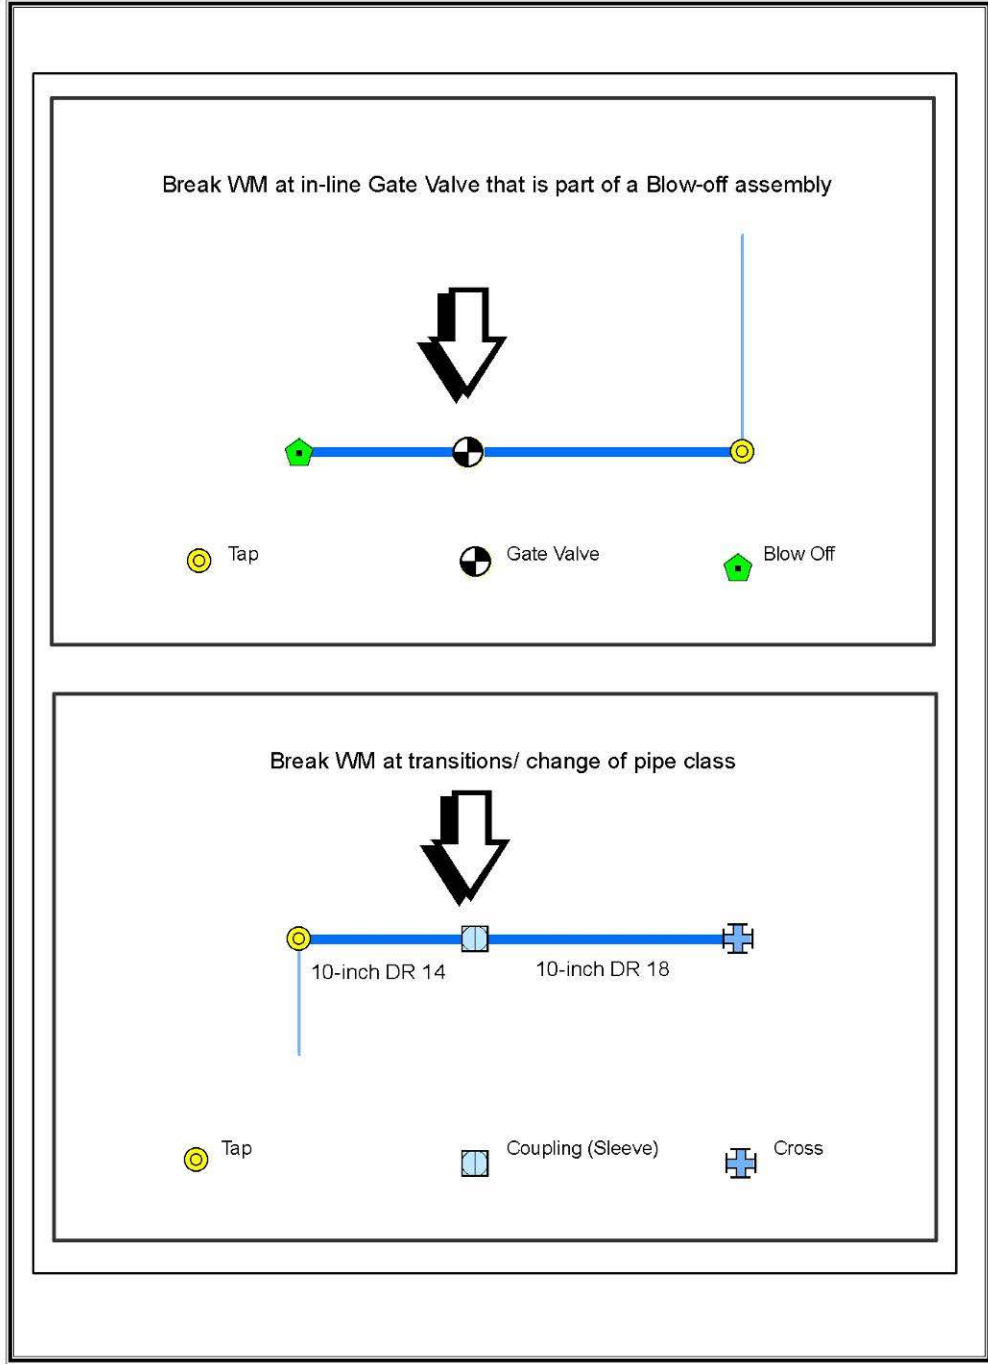 Break WM at in-line Gate Valve that is part of a Blow-off assembly
Tap
Gate Valve
Blow Off
Break WM at transitions/ change of pipe class
10-inch DR 14
10-inch DR 18
Tap
Coupling (Sleeve)
Cross